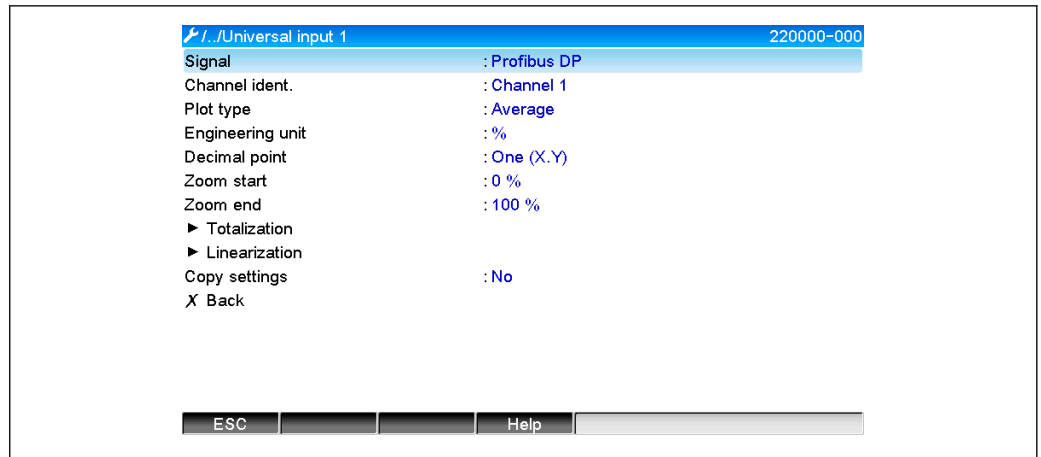 /../Universal input 1 220000-000
Signal : Profibus DP
Channel ident. : Channel 1
Plot type : Average
Engineering unit : %
Decimal point : One (X.Y)
Zoom start : 0 %
Zoom end : 100 %
► Totalization
► Linearization
Copy settings : No
X Back
ESC Help